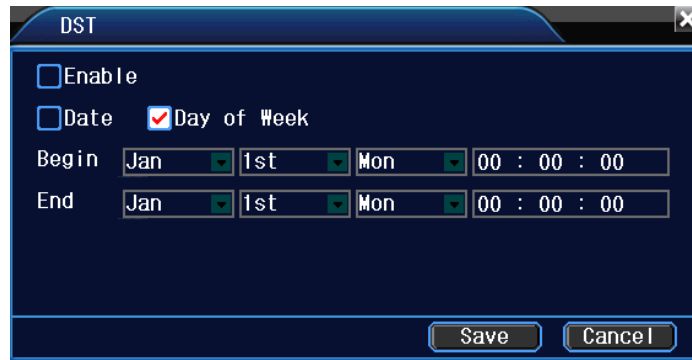 DST
Enable
Date Day of Week
Begin Jan 1st Mon 00 : 00 : 00
End Jan 1st Mon 00 : 00 : 00
Save Cancel